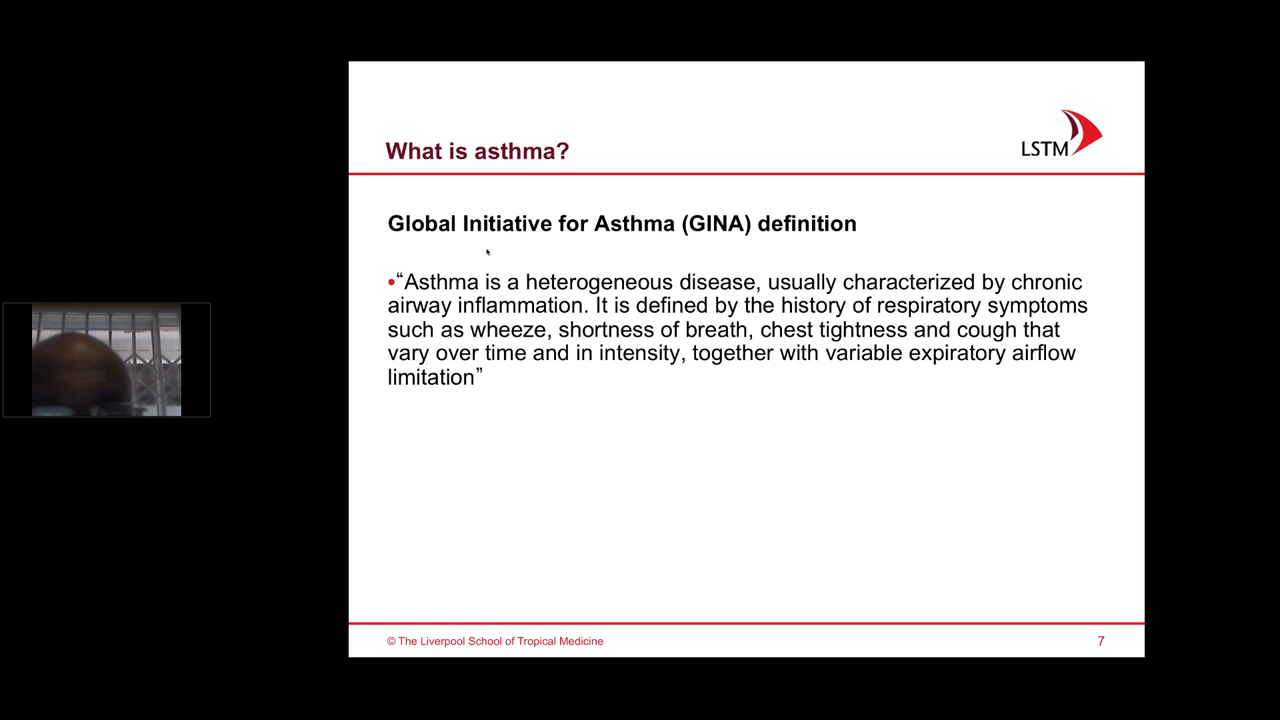 LSTM
What is asthma?
Global Initiative for Asthma (GINA) definition
•“Asthma is a heterogeneous disease, usually characterized by chronic
airway inflammation. It is defined by the history of respiratory symptoms
such as wheeze, shortness of breath, chest tightness and cough that
vary over time and in intensity, together with variable expiratory airflow
limitation”
© The Liverpool School of Tropical Medicine
7